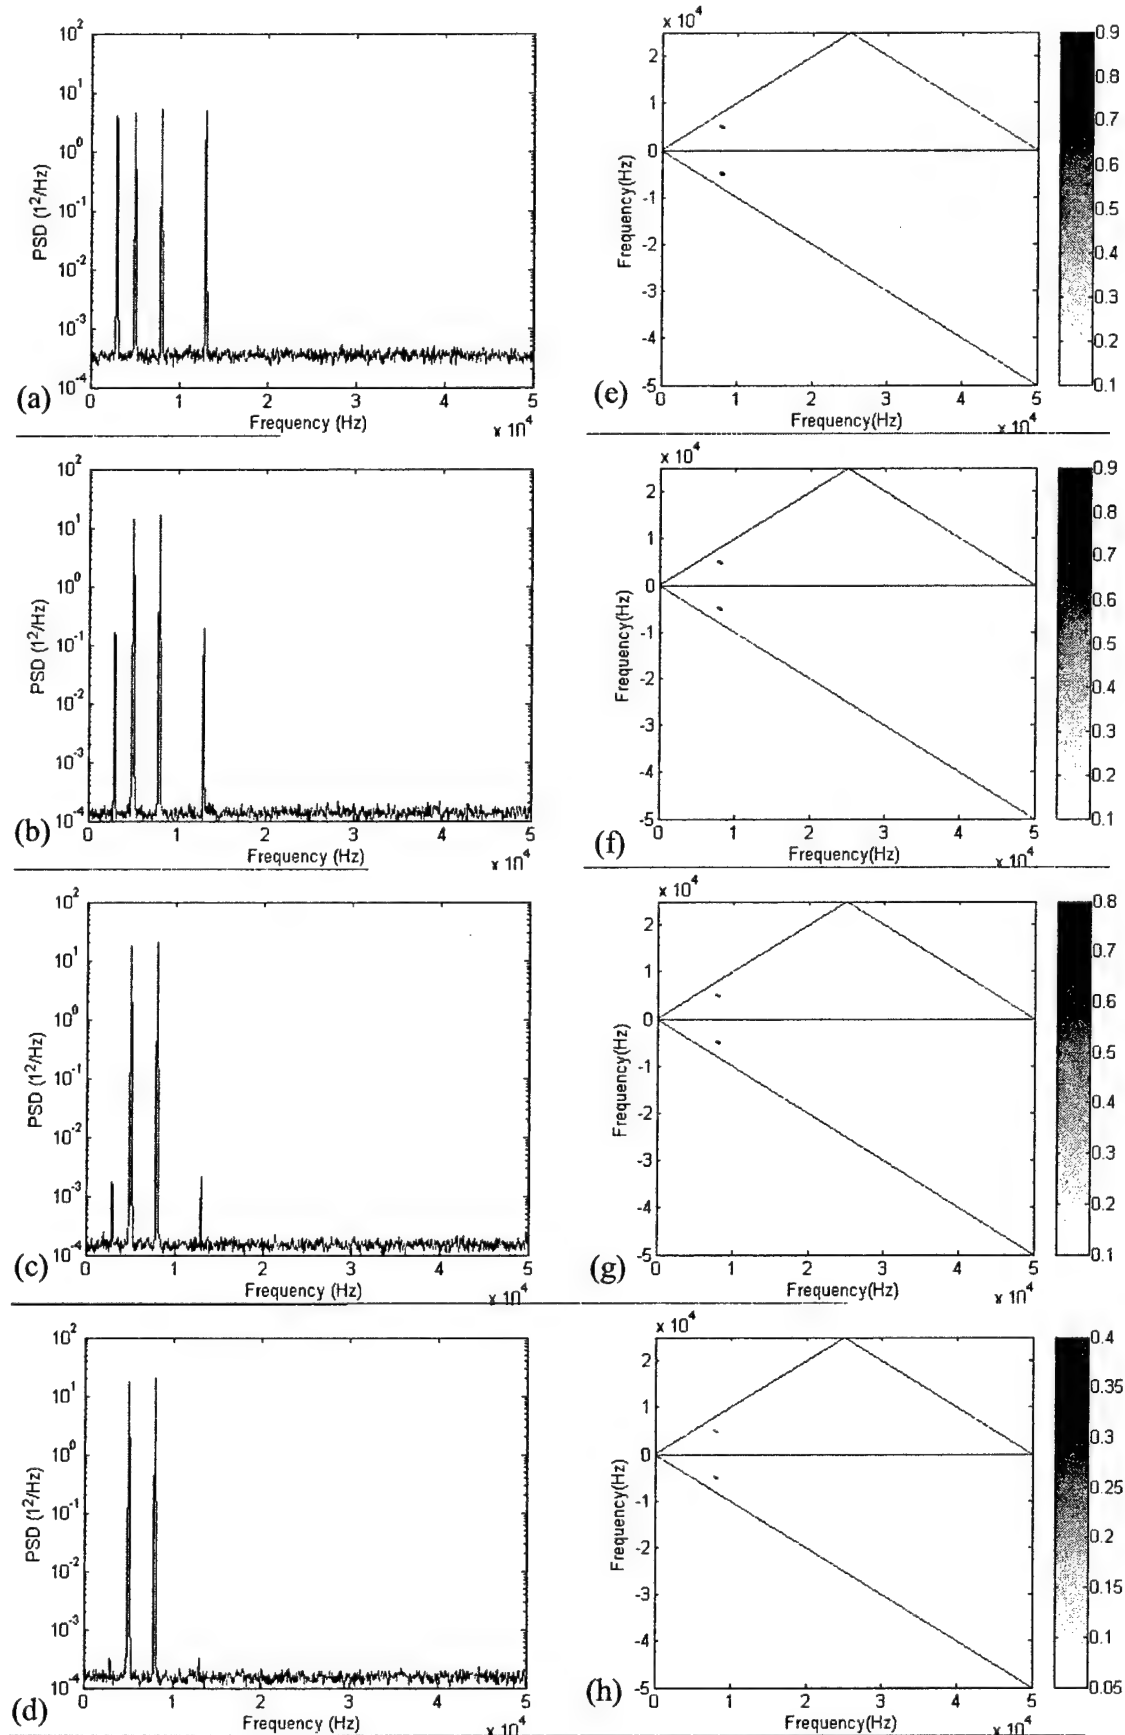 10^2
10^1
10^0
10^-1
10^-2
10^-3
10^-4
PSD (1^2/Hz)
0 1 2 3 4 5
Frequency (Hz)
x 10^4
(a)
x 10^4
2
1
0
-1
-2
-3
-4
-5
Frequency(Hz)
0 1 2 3 4 5
Frequency(Hz)
x 10^4
0.9
0.8
0.7
0.6
0.5
0.4
0.3
0.2
0.1
(e)
10^2
10^1
10^0
10^-1
10^-2
10^-3
10^-4
PSD (1^2/Hz)
0 1 2 3 4 5
Frequency (Hz)
x 10^4
(b)
x 10^4
2
1
0
-1
-2
-3
-4
-5
Frequency(Hz)
0 1 2 3 4 5
Frequency(Hz)
x 10^4
0.9
0.8
0.7
0.6
0.5
0.4
0.3
0.2
0.1
(f)
10^2
10^1
10^0
10^-1
10^-2
10^-3
10^-4
PSD (1^2/Hz)
0 1 2 3 4 5
Frequency (Hz)
x 10^4
(c)
x 10^4
2
1
0
-1
-2
-3
-4
-5
Frequency(Hz)
0 1 2 3 4 5
Frequency(Hz)
x 10^4
0.8
0.7
0.6
0.5
0.4
0.3
0.2
0.1
(g)
10^2
10^1
10^0
10^-1
10^-2
10^-3
10^-4
PSD (1^2/Hz)
0 1 2 3 4 5
Frequency (Hz)
x 10^4
(d)
x 10^4
2
1
0
-1
-2
-3
-4
-5
Frequency(Hz)
0 1 2 3 4 5
Frequency(Hz)
x 10^4
0.4
0.35
0.3
0.25
0.2
0.15
0.1
0.05
(h)